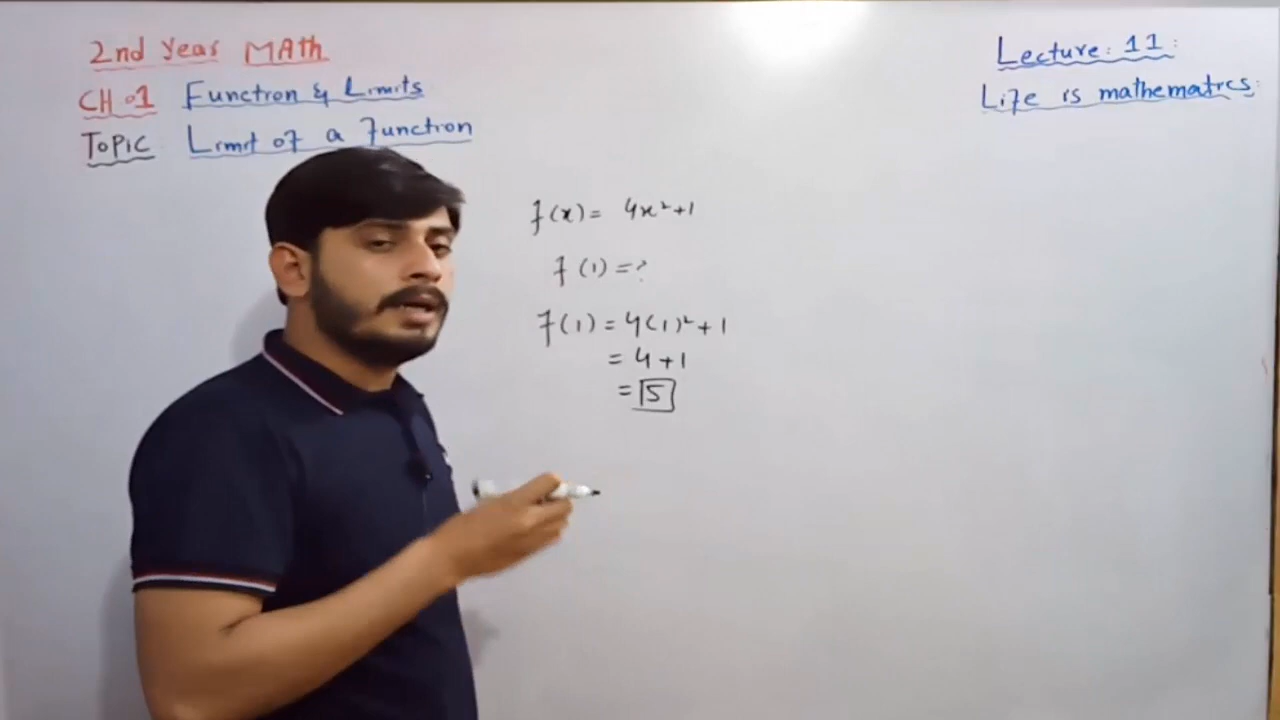 2nd Year MAth
CH #01 Function & Limits
Topic: Limit of a Function
Lecture: 11:
Life is mathematics:
f(x) = 4x²+1
f(1) = ?
f(1) = 4(1)²+1
= 4+1
= 5